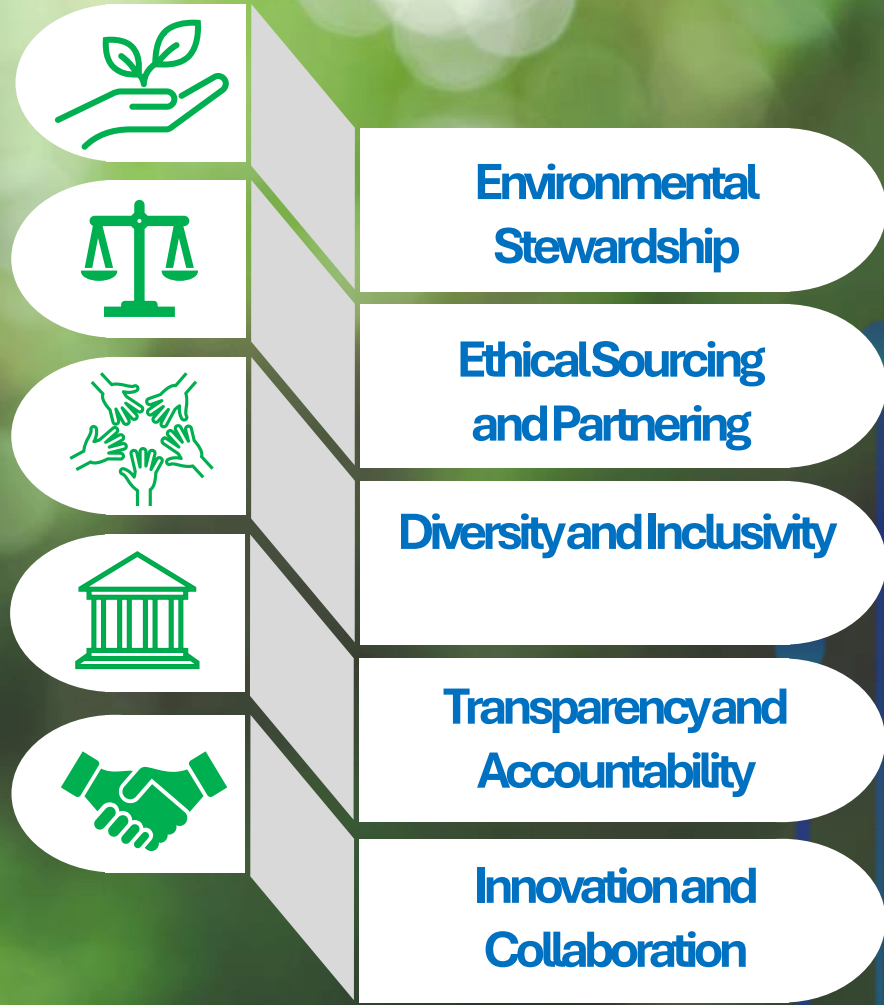 Environmental
Stewardship
Ethical Sourcing
and Partnering
Diversity and Inclusivity
Transparency and
Accountability
Innovation and
Collaboration